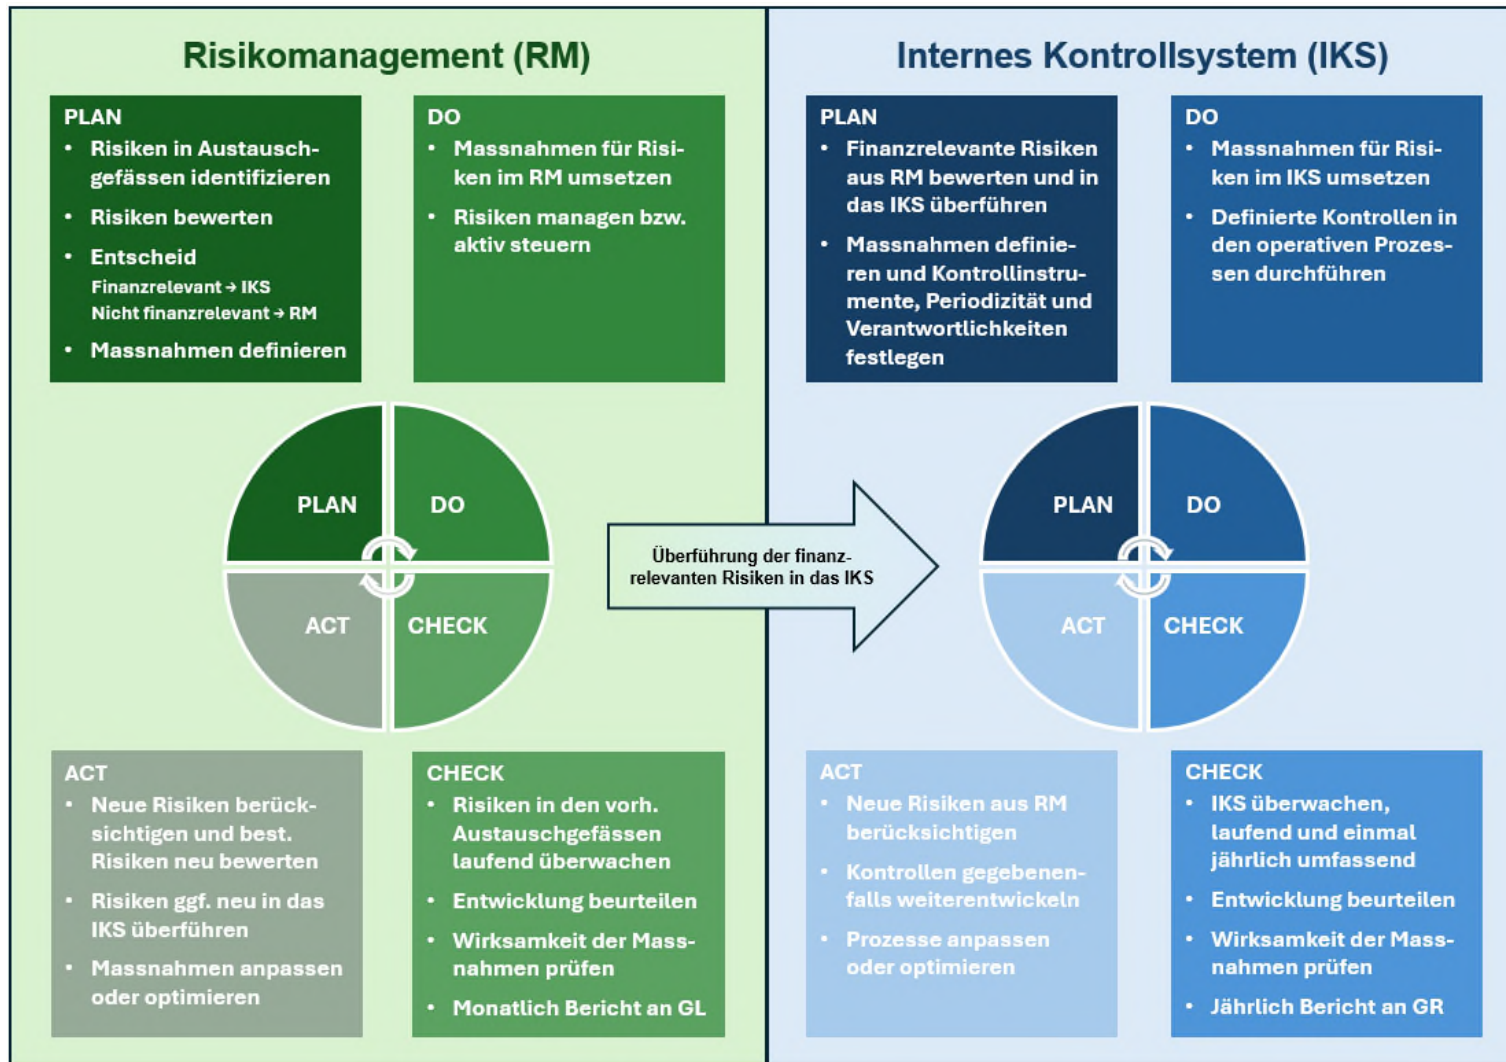 Risikomanagement (RM)
PLAN
• Risiken in Austausch-
gefässen identifizieren
• Risiken bewerten
• Entscheid
Finanzrelevant → IKS
Nicht finanzrelevant → RM
• Massnahmen definieren
DO
• Massnahmen für Risi-
ken im RM umsetzen
• Risiken managen bzw.
aktiv steuern
PLAN
DO
ACT
CHECK
ACT
• Neue Risiken berück-
sichtigen und best.
Risiken neu bewerten
• Risiken ggf. neu in das
IKS überführen
• Massnahmen anpassen
oder optimieren
CHECK
• Risiken in den vorh.
Austauschgefässen
laufend überwachen
• Entwicklung beurteilen
• Wirksamkeit der Mass-
nahmen prüfen
• Monatlich Bericht an GL
Überführung der finanz-
relevanten Risiken in das IKS
Internes Kontrollsystem (IKS)
PLAN
• Finanzrelevante Risiken
aus RM bewerten und in
das IKS überführen
• Massnahmen definie-
ren und Kontrollinstru-
mente, Periodizität und
Verantwortlichkeiten
festlegen
DO
• Massnahmen für Risi-
ken im IKS umsetzen
• Definierte Kontrollen in
den operativen Prozes-
sen durchführen
PLAN
DO
ACT
CHECK
ACT
• Neue Risiken aus RM
berücksichtigen
• Kontrollen gegebenen-
falls weiterentwickeln
• Prozesse anpassen
oder optimieren
CHECK
• IKS überwachen,
laufend und einmal
jährlich umfassend
• Entwicklung beurteilen
• Wirksamkeit der Mass-
nahmen prüfen
• Jährlich Bericht an GR